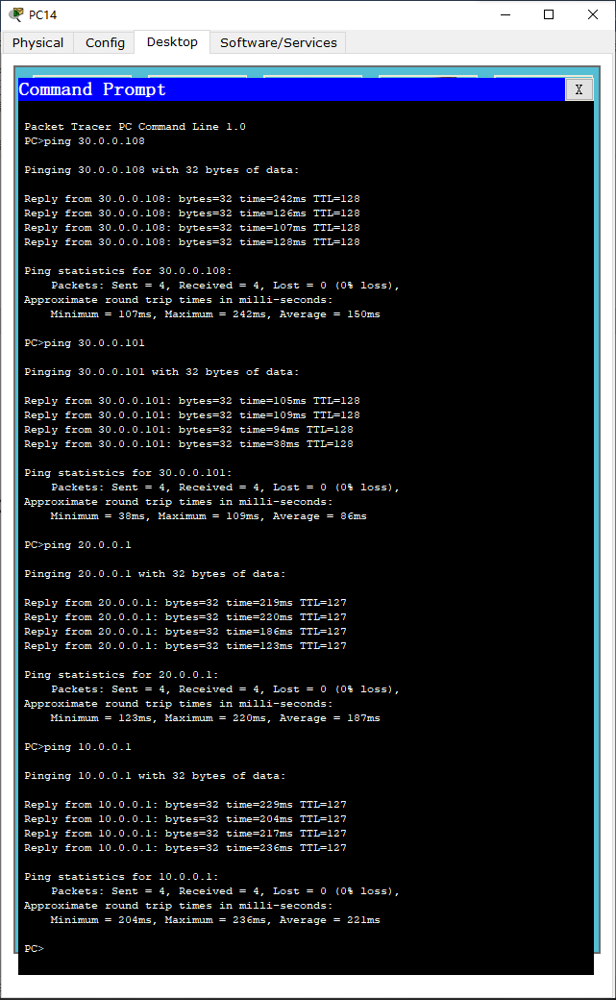 PC14
Physical Config Desktop Software/Services
Command Prompt X
Packet Tracer PC Command Line 1.0
PC>ping 30.0.0.108
Pinging 30.0.0.108 with 32 bytes of data:
Reply from 30.0.0.108: bytes=32 time=242ms TTL=128
Reply from 30.0.0.108: bytes=32 time=126ms TTL=128
Reply from 30.0.0.108: bytes=32 time=107ms TTL=128
Reply from 30.0.0.108: bytes=32 time=128ms TTL=128
Ping statistics for 30.0.0.108:
Packets: Sent = 4, Received = 4, Lost = 0 (0% loss),
Approximate round trip times in milli-seconds:
Minimum = 107ms, Maximum = 242ms, Average = 150ms
PC>ping 30.0.0.101
Pinging 30.0.0.101 with 32 bytes of data:
Reply from 30.0.0.101: bytes=32 time=105ms TTL=128
Reply from 30.0.0.101: bytes=32 time=109ms TTL=128
Reply from 30.0.0.101: bytes=32 time=94ms TTL=128
Reply from 30.0.0.101: bytes=32 time=38ms TTL=128
Ping statistics for 30.0.0.101:
Packets: Sent = 4, Received = 4, Lost = 0 (0% loss),
Approximate round trip times in milli-seconds:
Minimum = 38ms, Maximum = 109ms, Average = 86ms
PC>ping 20.0.0.1
Pinging 20.0.0.1 with 32 bytes of data:
Reply from 20.0.0.1: bytes=32 time=219ms TTL=127
Reply from 20.0.0.1: bytes=32 time=220ms TTL=127
Reply from 20.0.0.1: bytes=32 time=186ms TTL=127
Reply from 20.0.0.1: bytes=32 time=123ms TTL=127
Ping statistics for 20.0.0.1:
Packets: Sent = 4, Received = 4, Lost = 0 (0% loss),
Approximate round trip times in milli-seconds:
Minimum = 123ms, Maximum = 220ms, Average = 187ms
PC>ping 10.0.0.1
Pinging 10.0.0.1 with 32 bytes of data:
Reply from 10.0.0.1: bytes=32 time=229ms TTL=127
Reply from 10.0.0.1: bytes=32 time=204ms TTL=127
Reply from 10.0.0.1: bytes=32 time=217ms TTL=127
Reply from 10.0.0.1: bytes=32 time=236ms TTL=127
Ping statistics for 10.0.0.1:
Packets: Sent = 4, Received = 4, Lost = 0 (0% loss),
Approximate round trip times in milli-seconds:
Minimum = 204ms, Maximum = 236ms, Average = 221ms
PC>